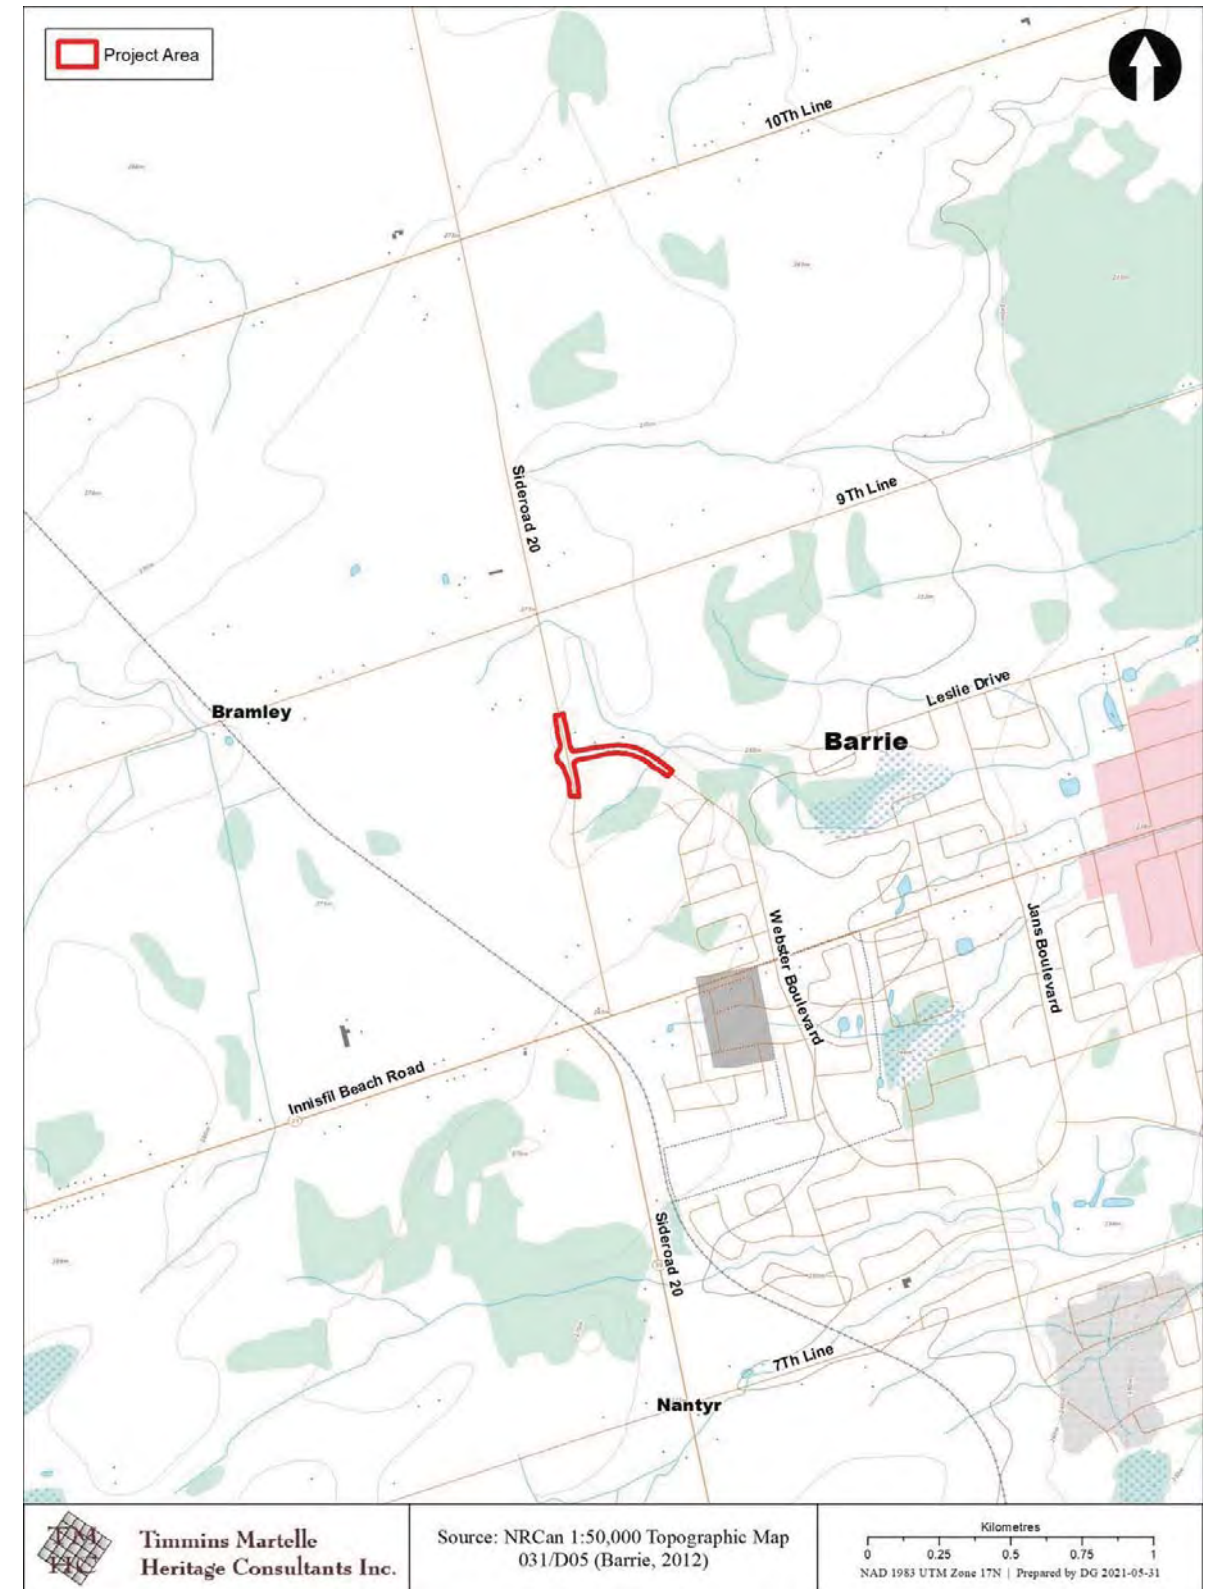 Project Area
10Th Line
Sideroad 20
9Th Line
Leslie Drive
Bramley
Barrie
Webster Boulevard
Jans Boulevard
Innisfil Beach Road
Sideroad 20
7Th Line
Nantyr
TM
HC
Timmins Martelle
Heritage Consultants Inc.
Source: NRCan 1:50,000 Topographic Map
031/D05 (Barrie, 2012)
Kilometres
0 0.25 0.5 0.75 1
NAD 1983 UTM Zone 17N | Prepared by DG 2021-05-31